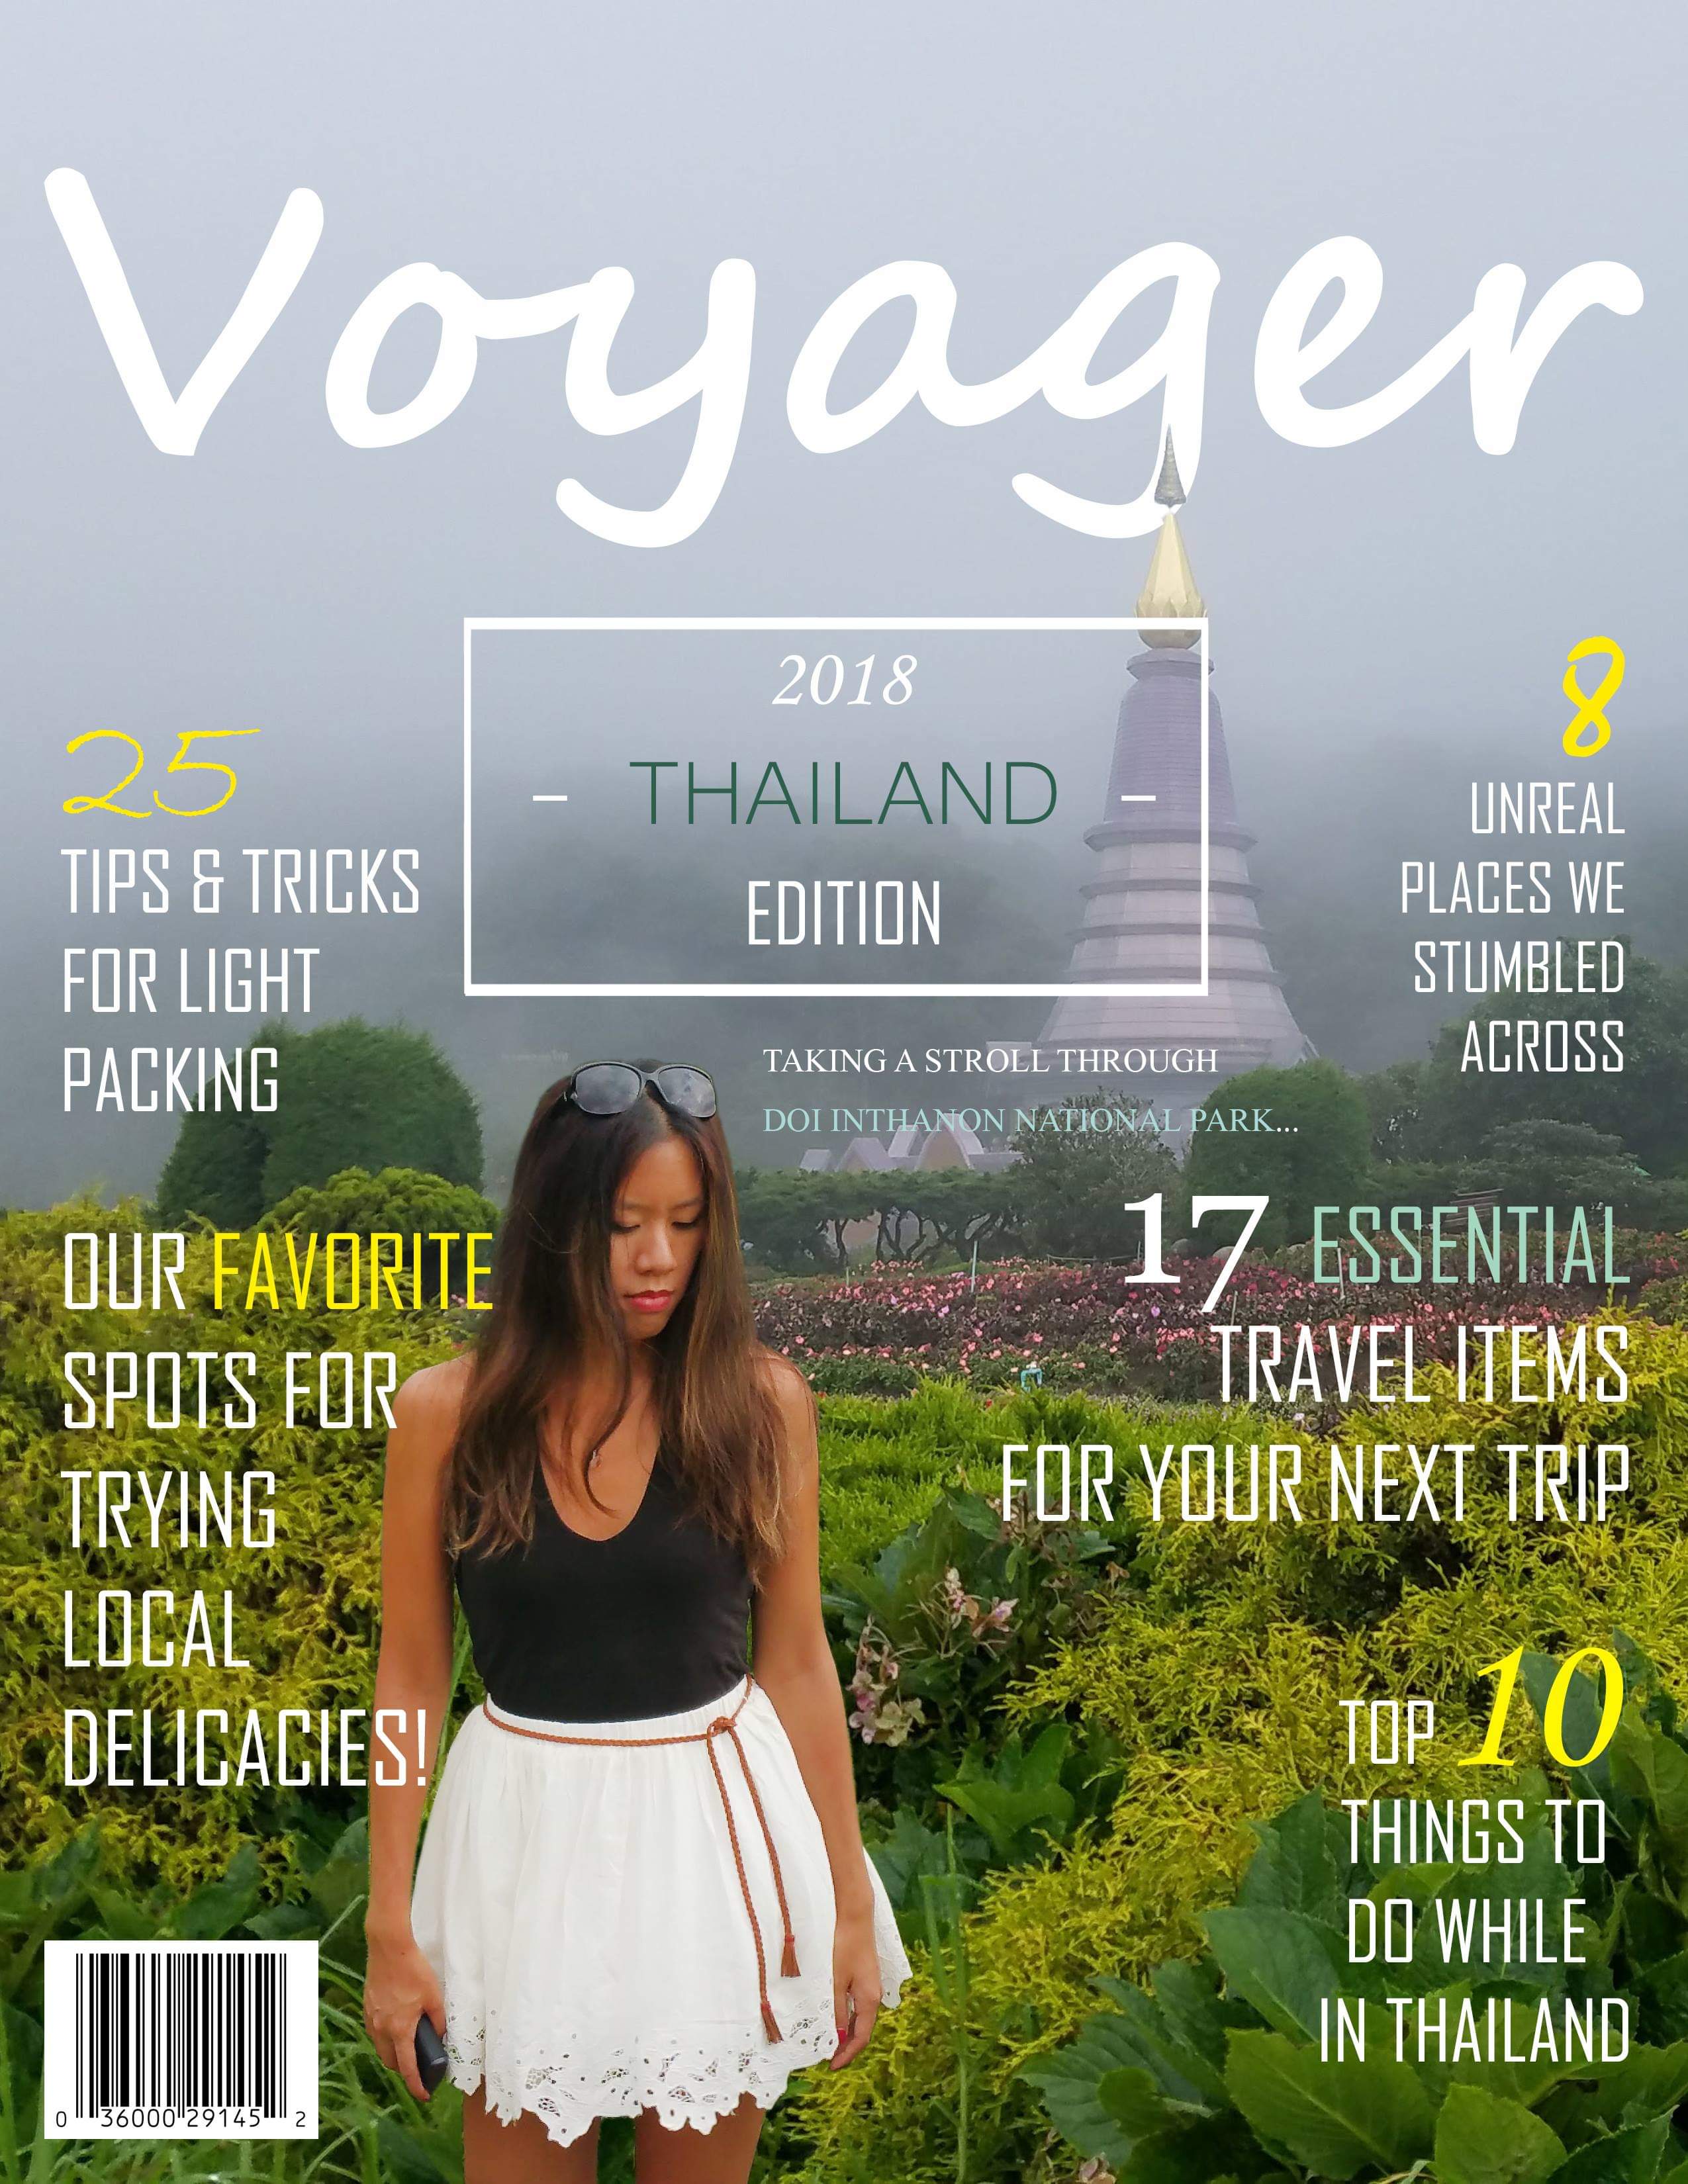 Voyager
2018
– THAILAND –
EDITION
25
TIPS & TRICKS
FOR LIGHT
PACKING
8
UNREAL
PLACES WE
STUMBLED
ACROSS
TAKING A STROLL THROUGH
DOI INTHANON NATIONAL PARK...
OUR FAVORITE
SPOTS FOR
TRYING
LOCAL
DELICACIES!
17 ESSENTIAL
TRAVEL ITEMS
FOR YOUR NEXT TRIP
TOP 10
THINGS TO
DO WHILE
IN THAILAND
0 36000 29145 2